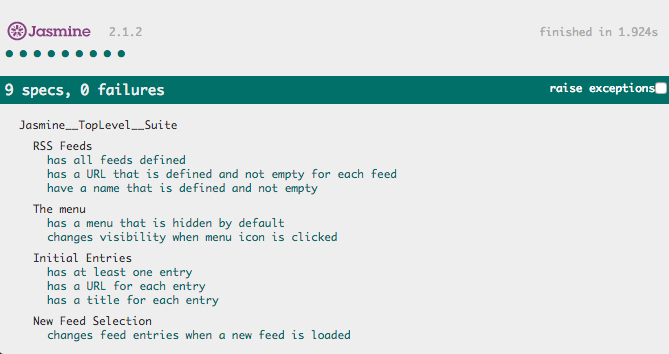 Jasmine 2.1.2 finished in 1.924s
9 specs, 0 failures raise exceptions
Jasmine__TopLevel__Suite
RSS Feeds
has all feeds defined
has a URL that is defined and not empty for each feed
have a name that is defined and not empty
The menu
has a menu that is hidden by default
changes visibility when menu icon is clicked
Initial Entries
has at least one entry
has a URL for each entry
has a title for each entry
New Feed Selection
changes feed entries when a new feed is loaded